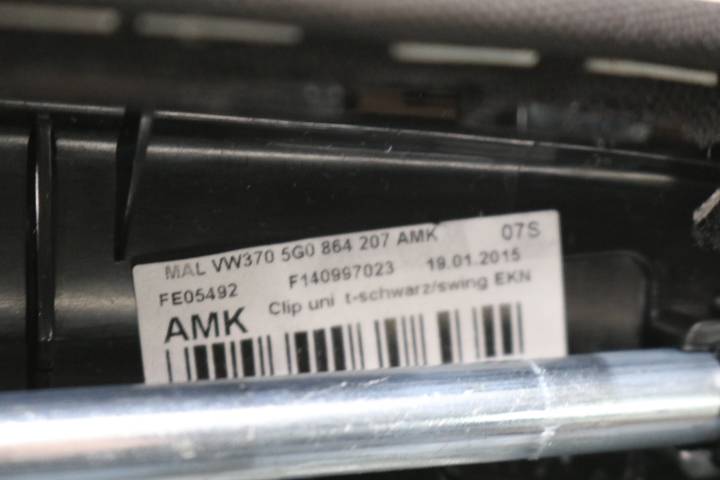 MAL VW370 5G0 864 207 AMK 07S
FE05492 F140997023 19.01.2015
AMK Clip uni t-schwarz/swing EKN